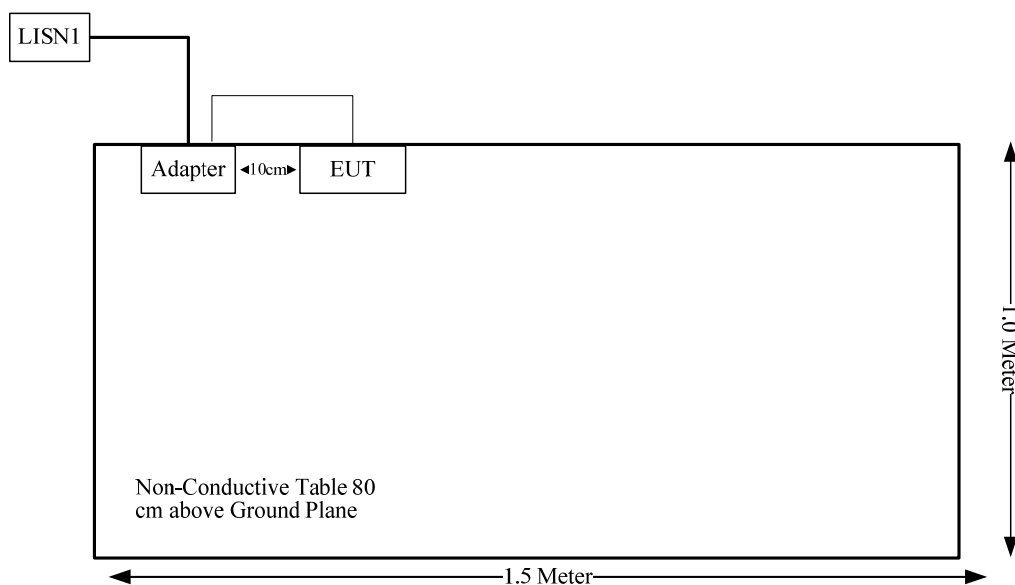 LISN1
Adapter
10cm
EUT
1.0 Meter
Non-Conductive Table 80
cm above Ground Plane
1.5 Meter